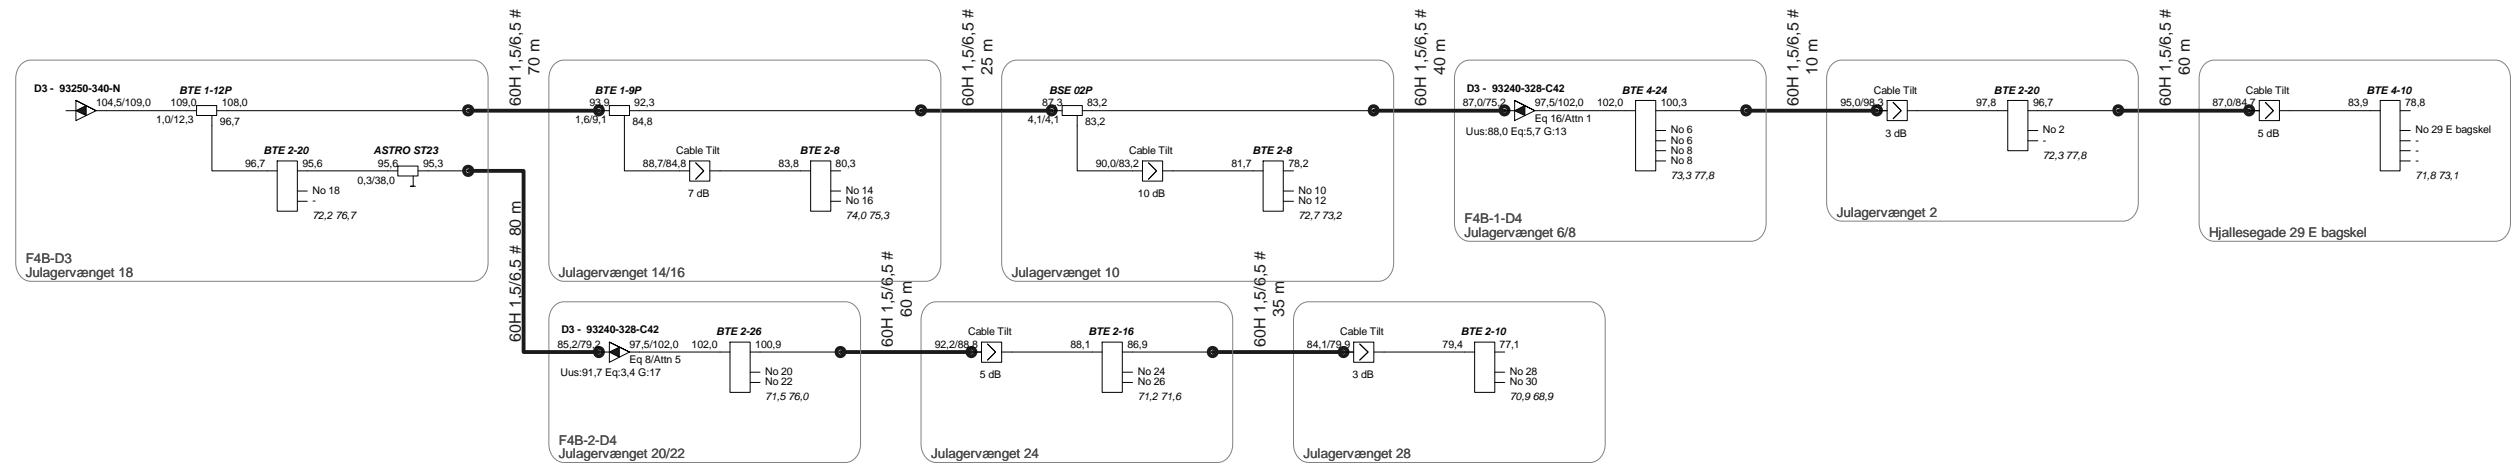 60H 1,5/6,5 #
70 m
60H 1,5/6,5 #
25 m
60H 1,5/6,5 #
40 m
60H 1,5/6,5 #
10 m
60H 1,5/6,5 #
60 m
D3 - 93250-340-N
104,5/109,0
BTE 1-12P
109,0
108,0
1,0/12,3
96,7
BTE 2-20
96,7
95,6
No 18
-
72,2 76,7
ASTRO ST23
95,6
95,3
0,3/38,0
F4B-D3
Julagervænget 18
BTE 1-9P
93,9
92,3
1,6/9,1
84,8
Cable Tilt
88,7/84,8
7 dB
BTE 2-8
83,8
80,3
No 14
No 16
74,0 75,3
Julagervænget 14/16
BSE 02P
87,3
83,2
4,1/4,1
83,2
Cable Tilt
90,0/83,2
10 dB
BTE 2-8
81,7
78,2
No 10
No 12
72,7 73,2
Julagervænget 10
D3 - 93240-328-C42
87,0/75,2
97,5/102,0
Eq 16/Attn 1
Uus:88,0 Eq:5,7 G:13
BTE 4-24
102,0
100,3
No 6
No 6
No 8
No 8
73,3 77,8
F4B-1-D4
Julagervænget 6/8
Cable Tilt
95,0/98,3
3 dB
BTE 2-20
97,8
96,7
No 2
-
72,3 77,8
Julagervænget 2
Cable Tilt
87,0/84,7
5 dB
BTE 4-10
83,9
78,8
No 29 E bagskel
-
-
-
71,8 73,1
Hjallesegade 29 E bagskel
60H 1,5/6,5 # 80 m
60H 1,5/6,5 #
60 m
60H 1,5/6,5 #
35 m
D3 - 93240-328-C42
85,2/79,2
97,5/102,0
Eq 8/Attn 5
Uus:91,7 Eq:3,4 G:17
BTE 2-26
102,0
100,9
No 20
No 22
71,5 76,0
F4B-2-D4
Julagervænget 20/22
Cable Tilt
92,2/88,8
5 dB
BTE 2-16
88,1
86,9
No 24
No 26
71,2 71,6
Julagervænget 24
Cable Tilt
84,1/79,9
3 dB
BTE 2-10
79,4
77,1
No 28
No 30
70,9 68,9
Julagervænget 28